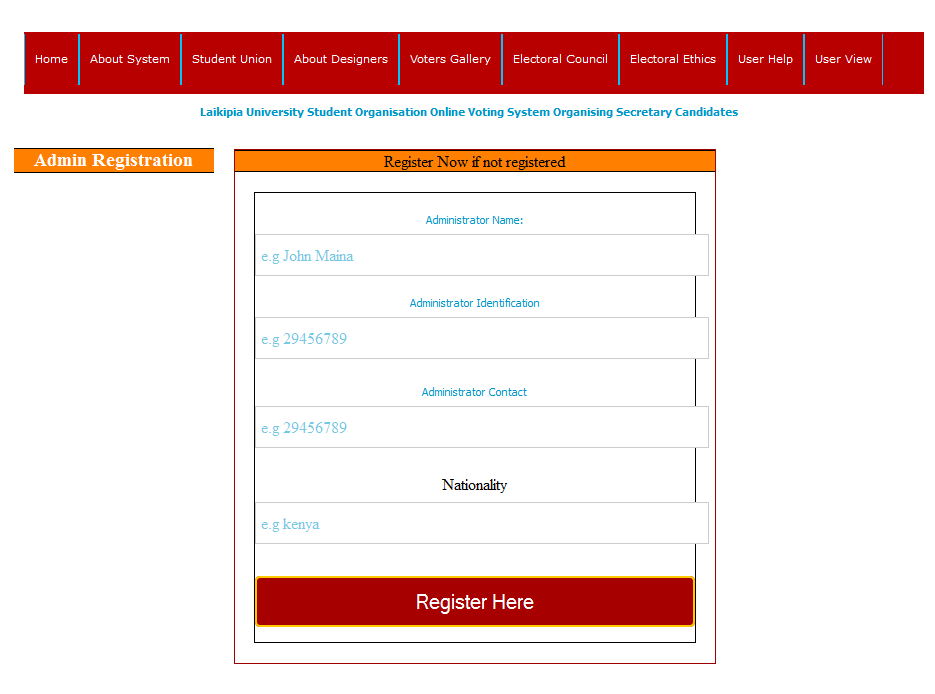 Home About System Student Union About Designers Voters Gallery Electoral Council Electoral Ethics User Help User View
Laikipia University Student Organisation Online Voting System Organising Secretary Candidates
Admin Registration
Register Now if not registered
Administrator Name:
e.g John Maina
Administrator Identification
e.g 29456789
Administrator Contact
e.g 29456789
Nationality
e.g kenya
Register Here